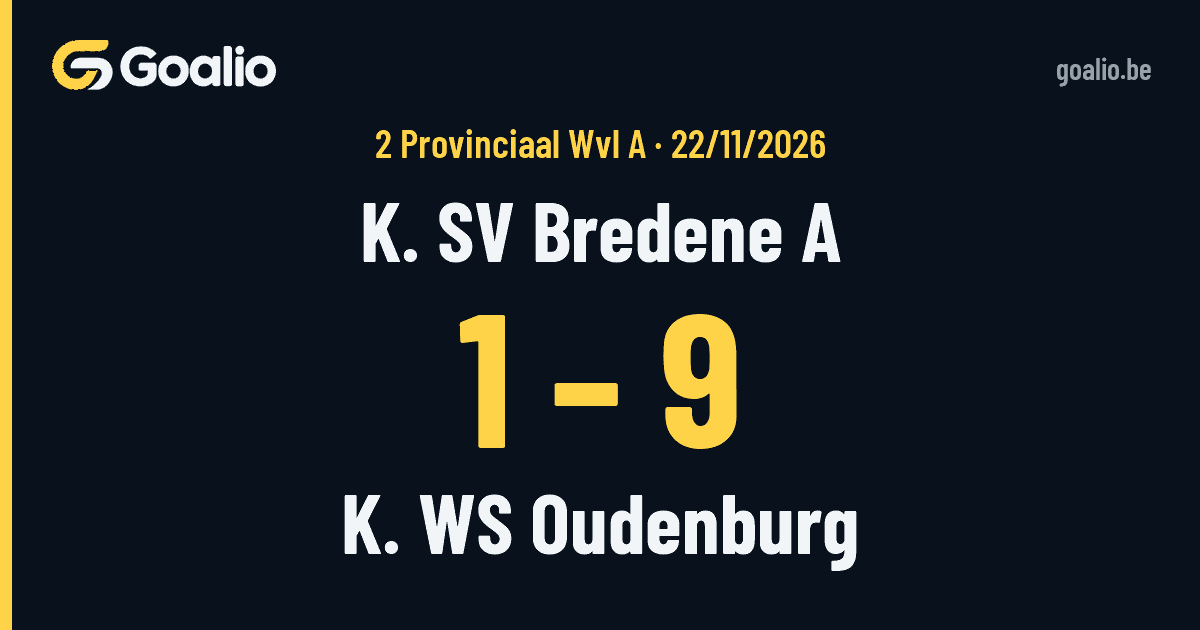 Goalio
goalio.be
2 Provinciaal Wvl A · 22/11/2026
K. SV Bredene A
1 – 9
K. WS Oudenburg